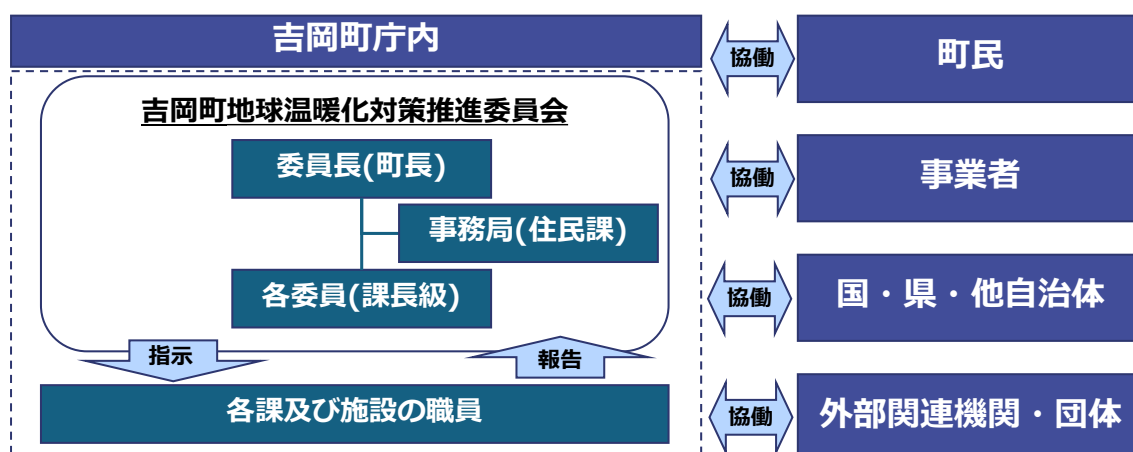 吉岡町庁内
吉岡町地球温暖化対策推進委員会
委員長(町長)
事務局(住民課)
各委員(課長級)
指示
報告
各課及び施設の職員
協働
町民
協働
事業者
協働
国・県・他自治体
協働
外部関連機関・団体